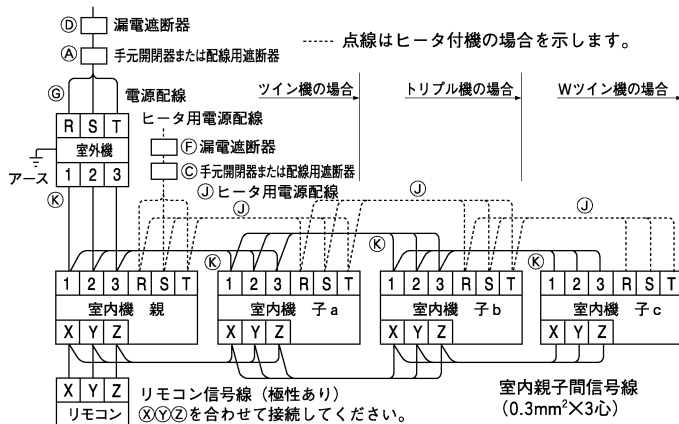 Ⓓ 漏電遮断器
Ⓐ 手元開閉器または配線用遮断器
----- 点線はヒータ付機の場合を示します。
Ⓖ 電源配線
ツイン機の場合
トリプル機の場合
Wツイン機の場合
R S T
ヒータ用電源配線
室外機
Ⓕ 漏電遮断器
アース
1 2 3
Ⓒ 手元開閉器または配線用遮断器
Ⓚ
Ⓙ ヒータ用電源配線
Ⓙ
Ⓙ
Ⓙ
Ⓚ
Ⓚ
Ⓚ
1 2 3 R S T
1 2 3 R S T
1 2 3 R S T
1 2 3 R S T
室内機 親
室内機 子a
室内機 子b
室内機 子c
X Y Z
X Y Z
X Y Z
X Y Z
X Y Z
リモコン
リモコン信号線（極性あり）
ⓍⓎⓏを合わせて接続してください。
室内親子間信号線
（0.3mm²×3心）